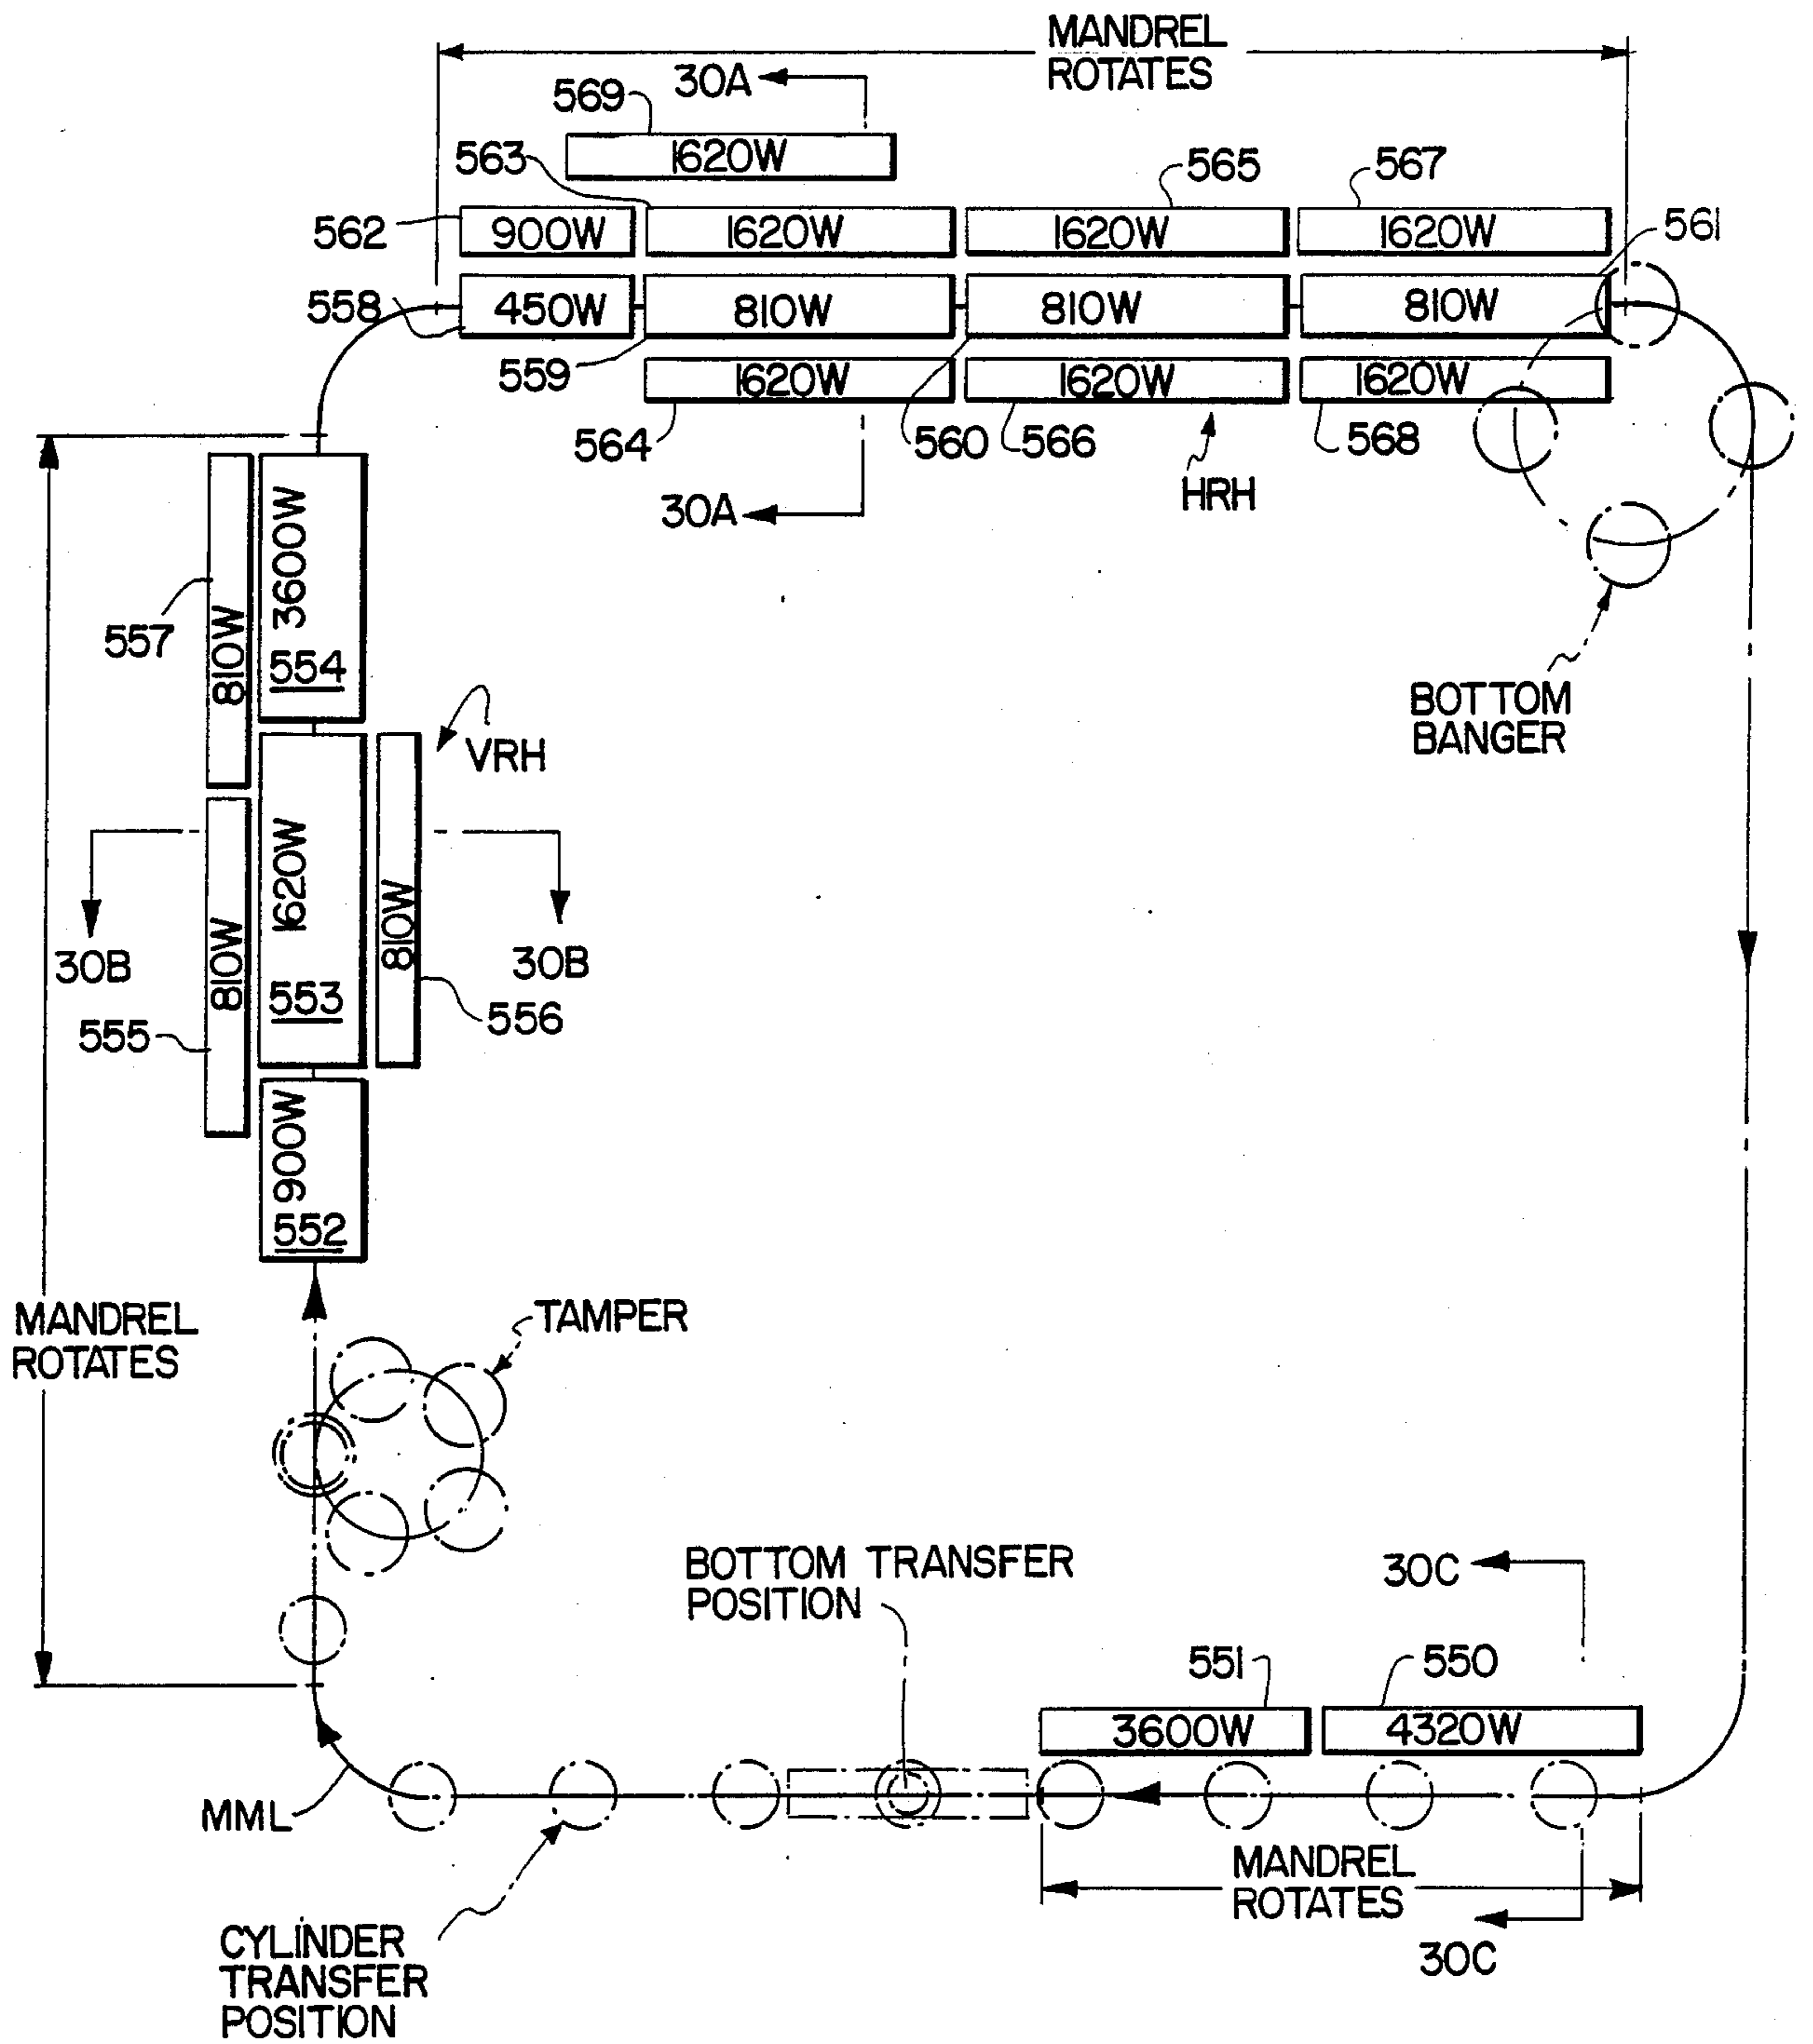 MANDREL
ROTATES
30A
569
1620W
563
565
567
562
900W
1620W
1620W
1620W
561
558
450W
810W
810W
810W
559
1620W
1620W
1620W
564
560
566
568
HRH
30A
557
810W
3600W
554
VRH
BOTTOM
BANGER
30B
30B
810W
1620W
553
810W
555
556
900W
552
MANDREL
ROTATES
TAMPER
BOTTOM TRANSFER
POSITION
30C
551
550
3600W
4320W
MML
MANDREL
ROTATES
30C
CYLINDER
TRANSFER
POSITION